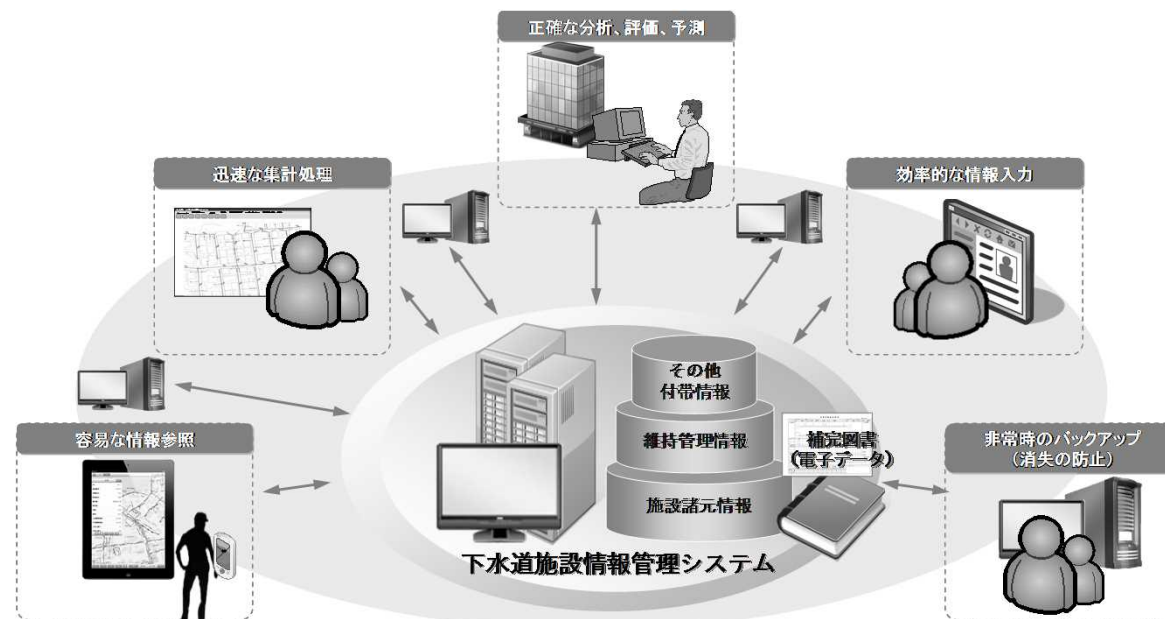 正確な分析、評価、予測
迅速な集計処理
効率的な情報入力
その他
付帯情報
容易な情報参照
維持管理情報
補完図書
(電子データ)
非常時のバックアップ
(消失の防止)
施設諸元情報
下水道施設情報管理システム